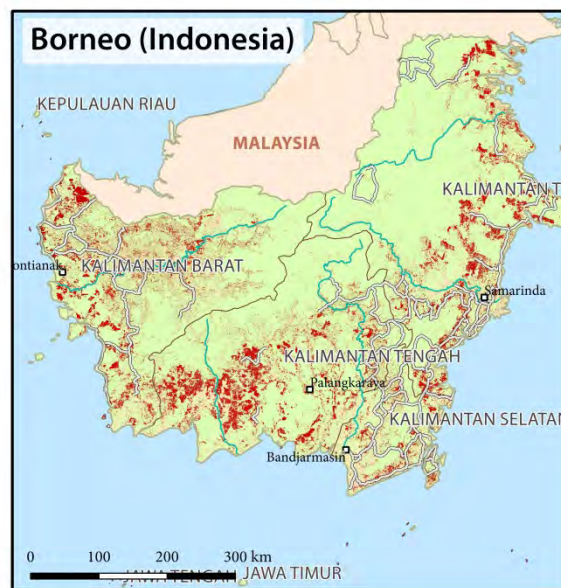 Borneo (Indonesia)
KEPULAUAN RIAU
MALAYSIA
KALIMANTAN T
ontianak
KALIMANTAN BARAT
Samarinda
KALIMANTAN TENGAH
Palangkaraya
KALIMANTAN SELATAN
Bandjarmasin
0 100 200 300 km
JAWA TENGAH
JAWA TIMUR